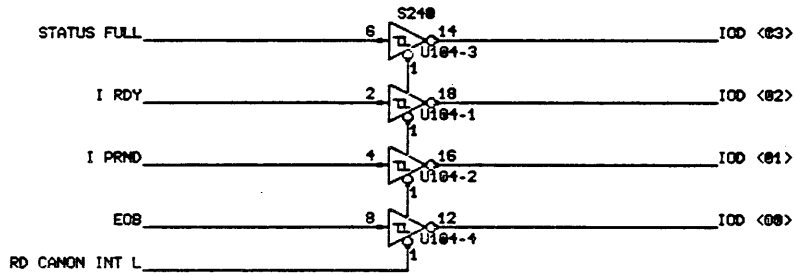 S240
STATUS FULL 6 14 IOD <03>
U104-3
1
I RDY 2 18 IOD <02>
U104-1
1
I PRND 4 16 IOD <01>
U104-2
1
EOB 8 12 IOD <00>
U104-4
RD CANON INT L 1